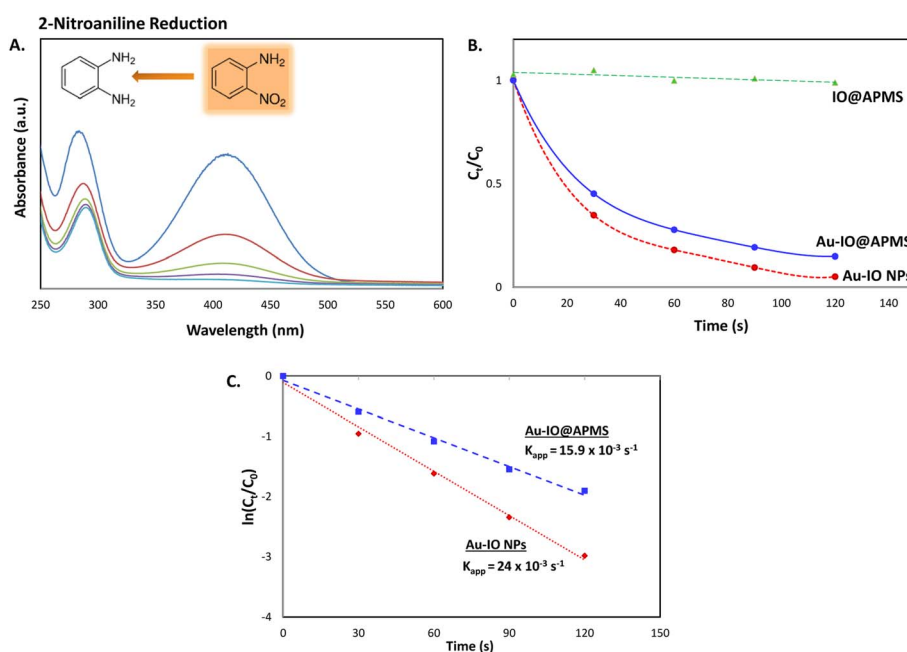 2-Nitroaniline Reduction
A.
NH₂
NH₂
NH₂
NO₂
Absorbance (a.u.)
250 300 350 400 450 500 550 600
Wavelength (nm)
B.
1
0.5
0
Cₜ/C₀
IO@APMS
Au-IO@APMS
Au-IO NPs
0 20 40 60 80 100 120 140
Time (s)
C.
0
-1
-2
-3
-4
ln(Cₜ/C₀)
Au-IO@APMS
Kₐₚₚ = 15.9 x 10⁻³ s⁻¹
Au-IO NPs
Kₐₚₚ = 24 x 10⁻³ s⁻¹
0 30 60 90 120 150
Time (s)